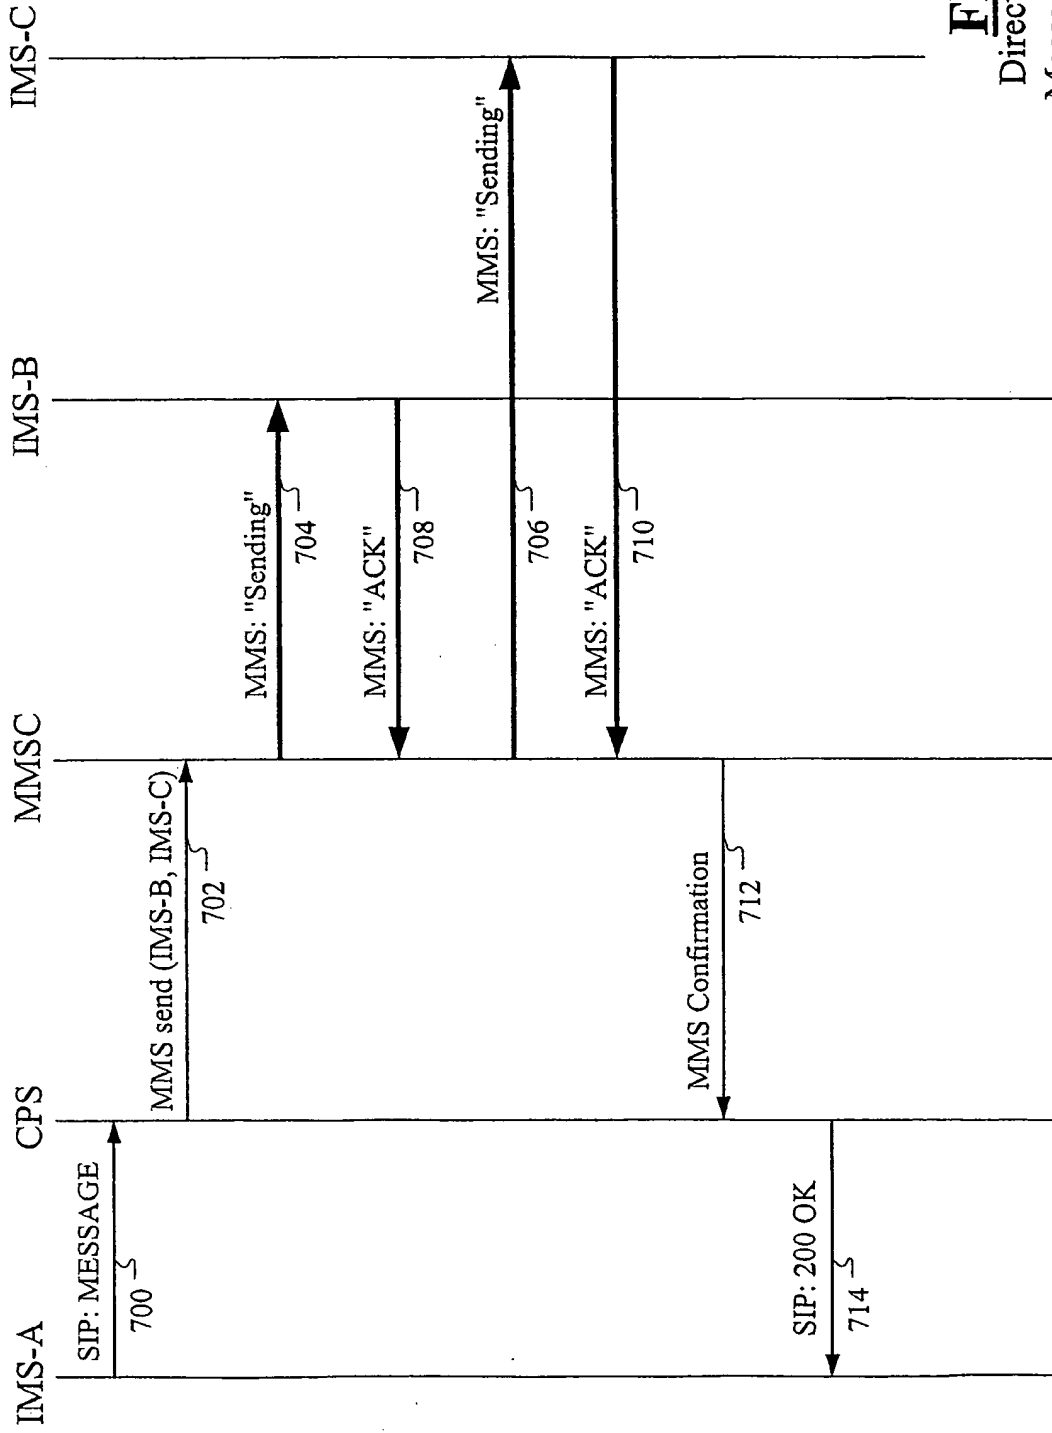 IMS-A
CPS
MMSC
IMS-B
IMS-C
SIP: MESSAGE
700
MMS send (IMS-B, IMS-C)
702
MMS: "Sending"
704
MMS: "ACK"
708
MMS: "Sending"
706
MMS: "ACK"
710
MMS Confirmation
712
SIP: 200 OK
714